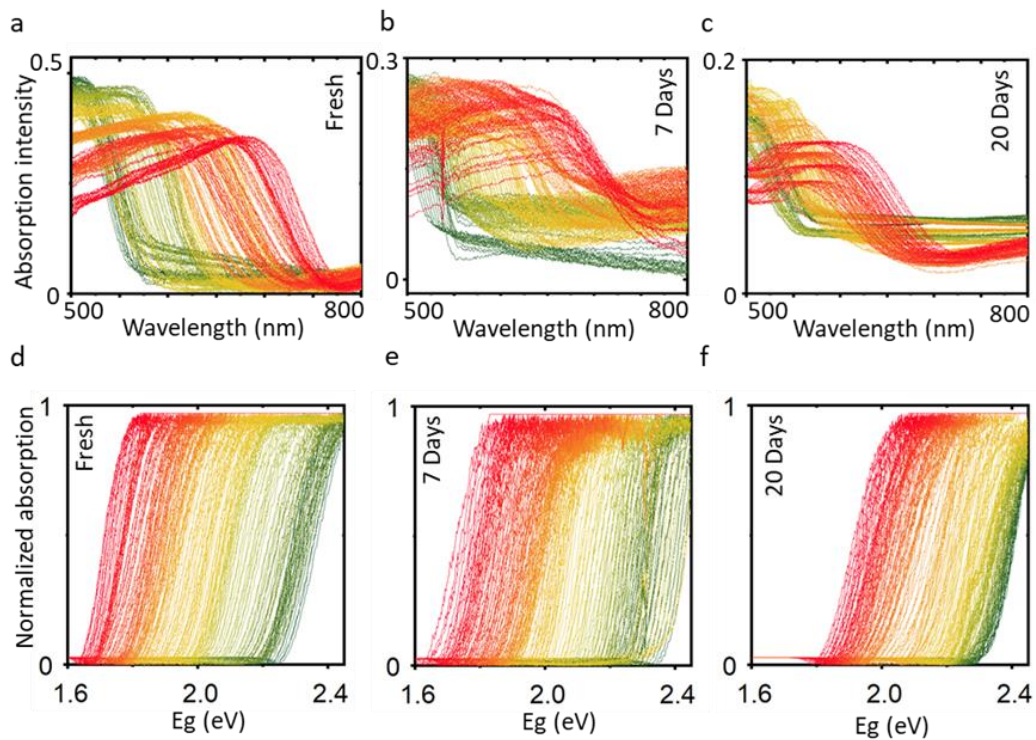 a
b
c
0.5
0
Absorption intensity
Fresh
500
800
Wavelength (nm)
0.3
0
7 Days
500
800
Wavelength (nm)
0.2
0
20 Days
500
800
Wavelength (nm)
d
e
f
1
0
Normalized absorption
Fresh
1.6
2.0
2.4
Eg (eV)
1
0
7 Days
1.6
2.0
2.4
Eg (eV)
1
0
20 Days
1.6
2.0
2.4
Eg (eV)